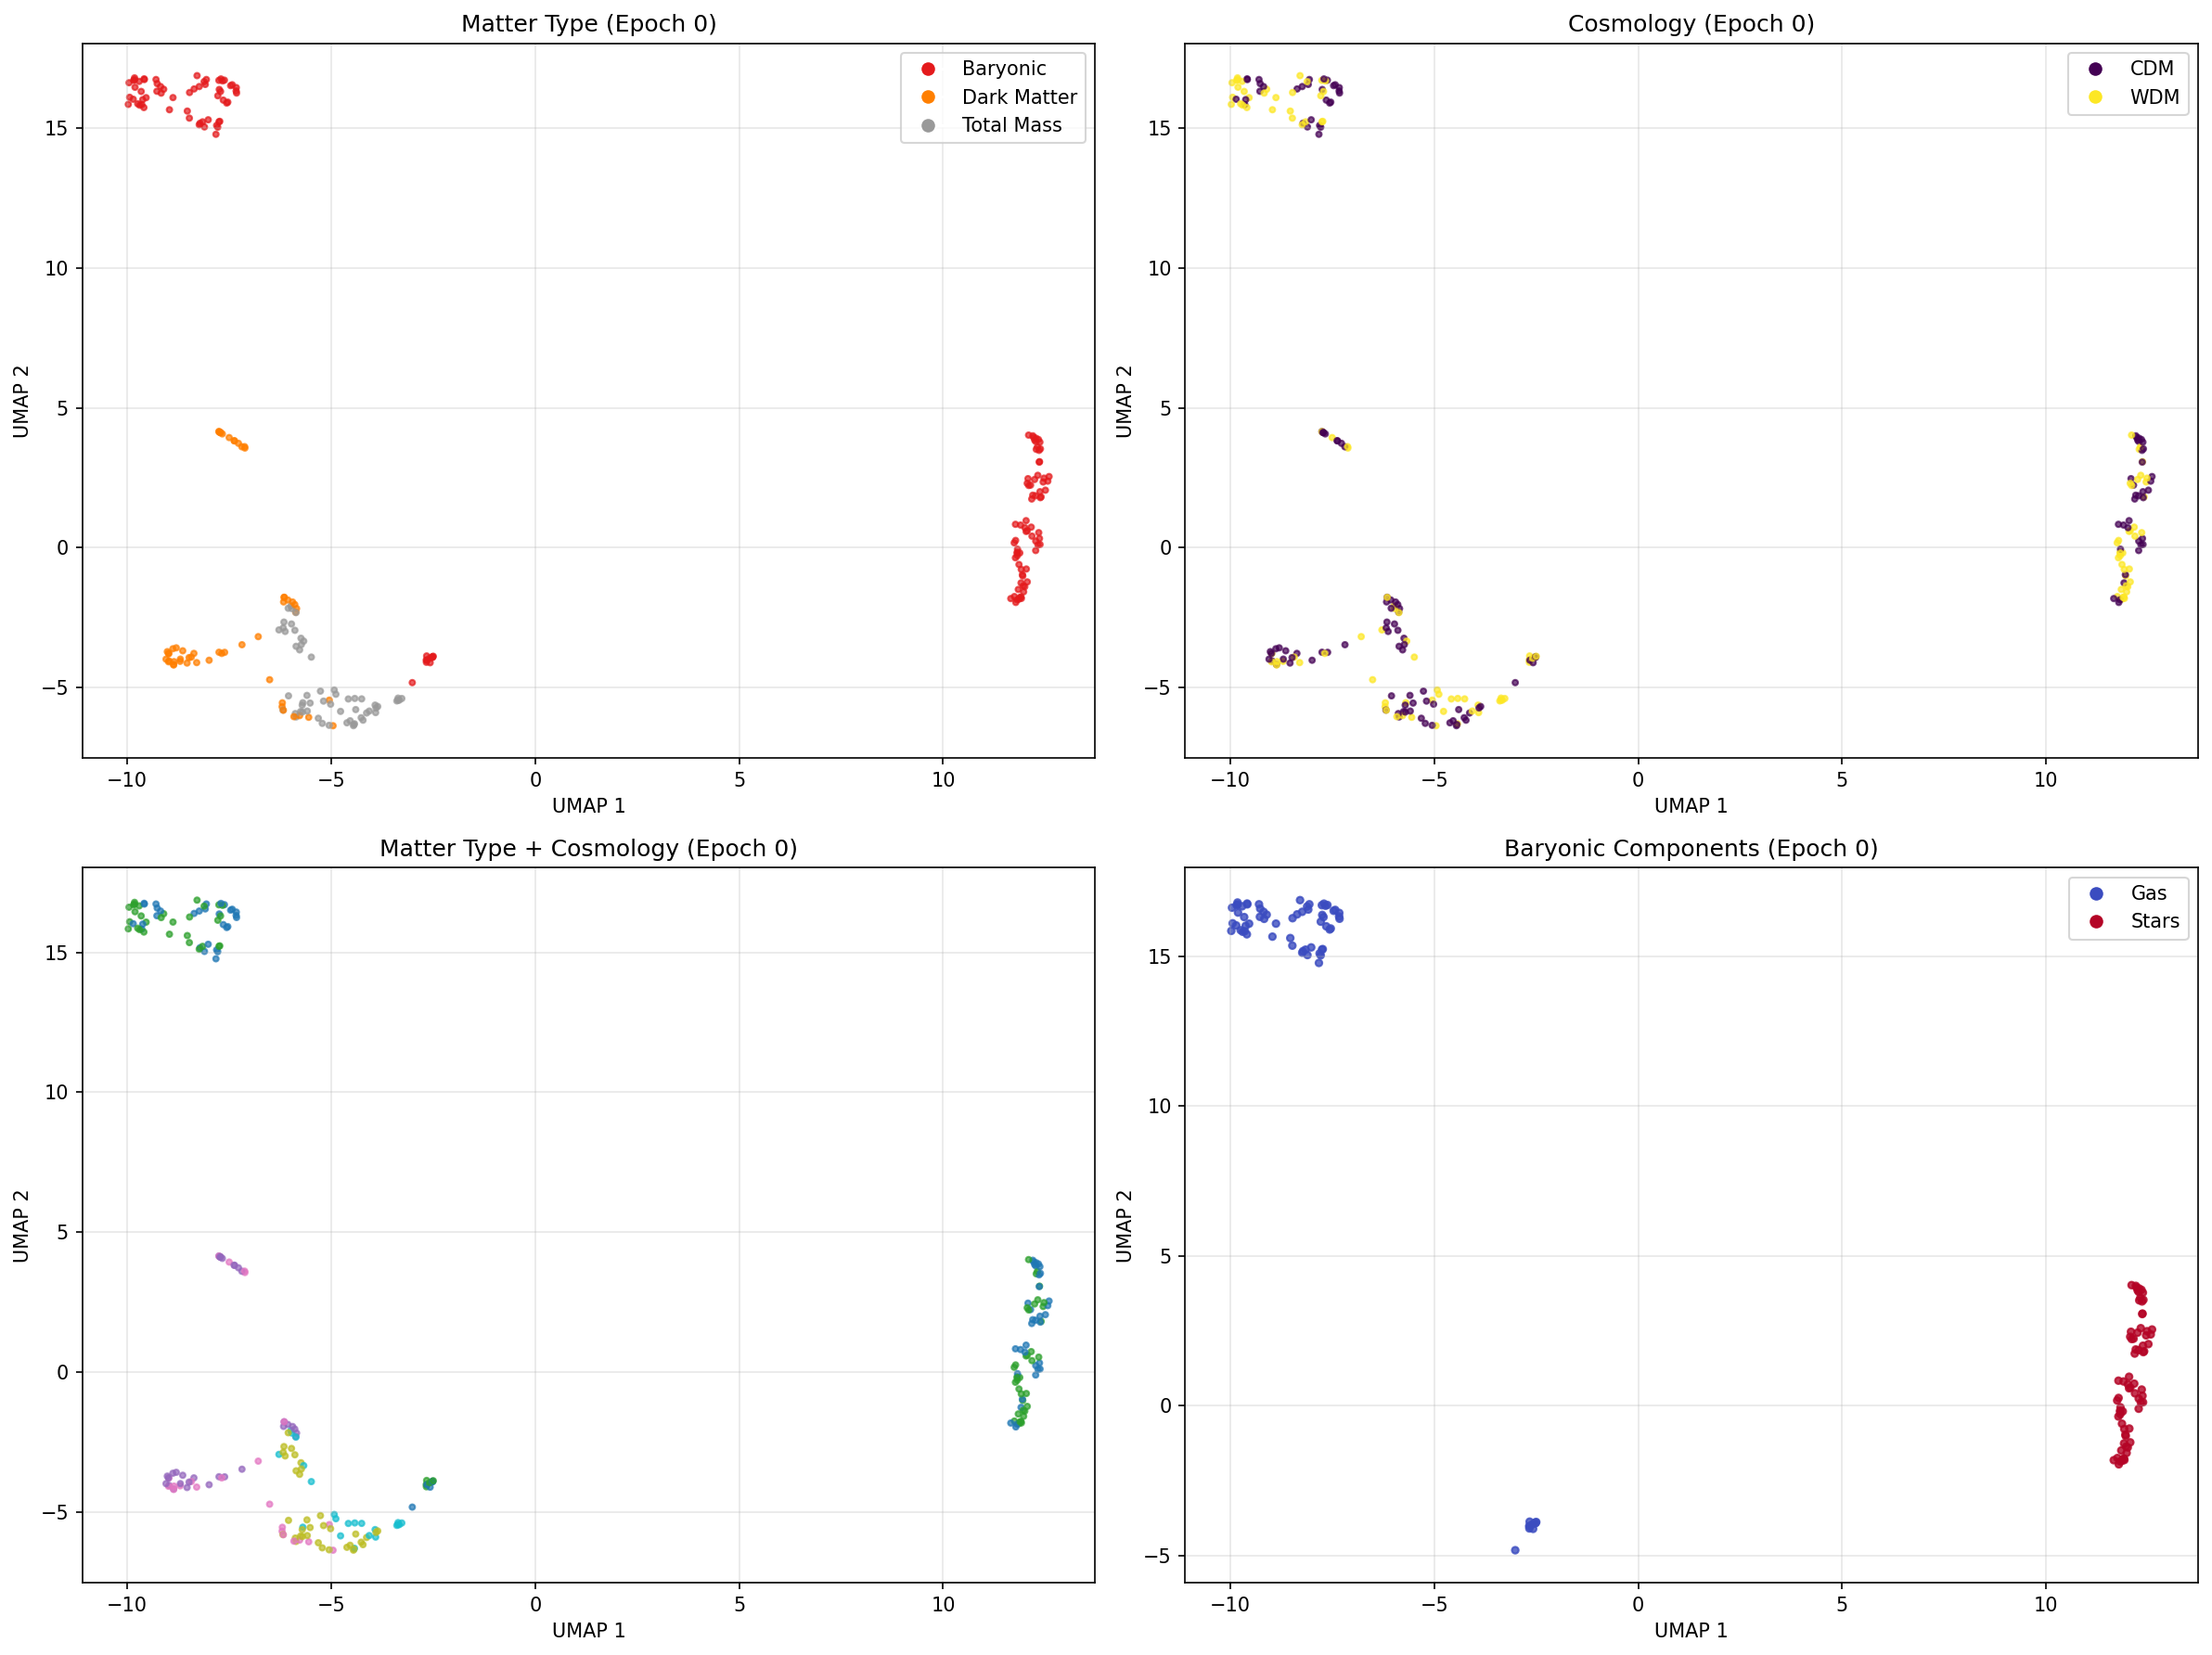 Matter Type (Epoch 0)
Baryonic
Dark Matter
Total Mass
15
10
5
0
−5
UMAP 2
−10
−5
0
5
10
UMAP 1
Cosmology (Epoch 0)
CDM
WDM
15
10
5
0
−5
UMAP 2
−10
−5
0
5
10
UMAP 1
Matter Type + Cosmology (Epoch 0)
15
10
5
0
−5
UMAP 2
−10
−5
0
5
10
UMAP 1
Baryonic Components (Epoch 0)
Gas
Stars
15
10
5
0
−5
UMAP 2
−10
−5
0
5
10
UMAP 1